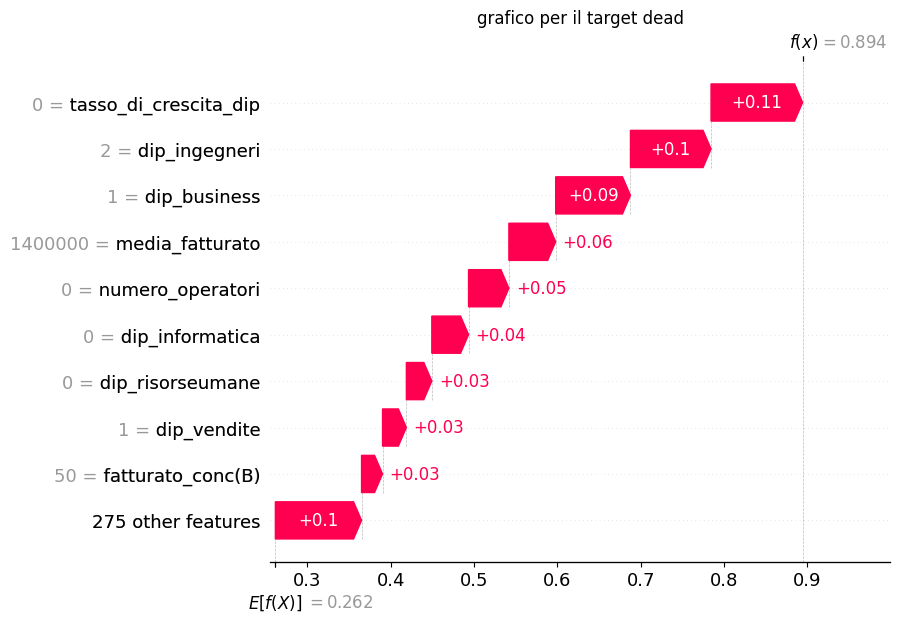 grafico per il target dead
f(x) = 0.894
0 = tasso_di_crescita_dip +0.11
2 = dip_ingegneri +0.1
1 = dip_business +0.09
1400000 = media_fatturato +0.06
0 = numero_operatori +0.05
0 = dip_informatica +0.04
0 = dip_risorseumane +0.03
1 = dip_vendite +0.03
50 = fatturato_conc(B) +0.03
275 other features +0.1
0.3 0.4 0.5 0.6 0.7 0.8 0.9
E[f(X)] = 0.262